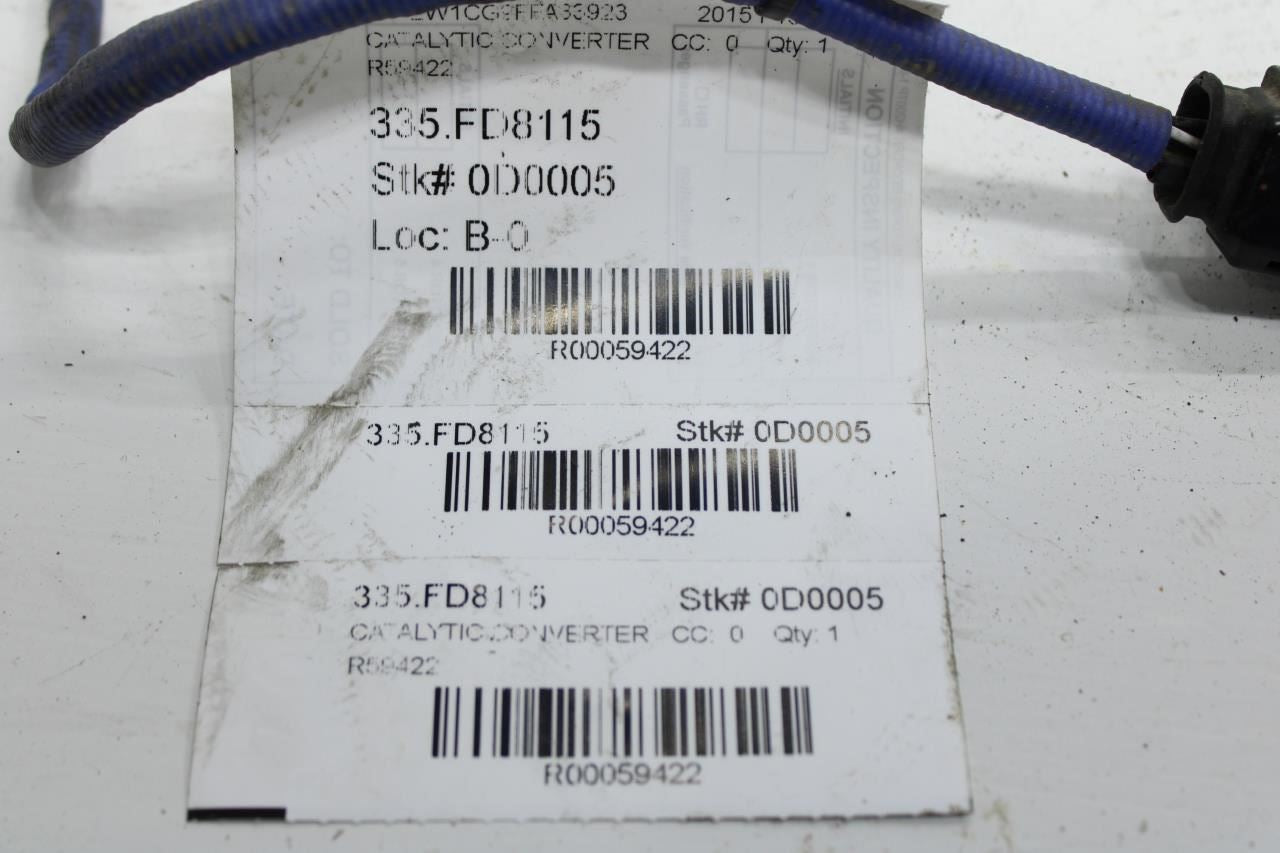 CATALYTIC CONVERTER CC: 0 Qty: 1
R59422
335.FD8115
Stk# 0D0005
Loc: B-0
R00059422
335.FD8115 Stk# 0D0005
R00059422
335.FD8115 Stk# 0D0005
CATALYTIC CONVERTER CC: 0 Qty: 1
R59422
R00059422